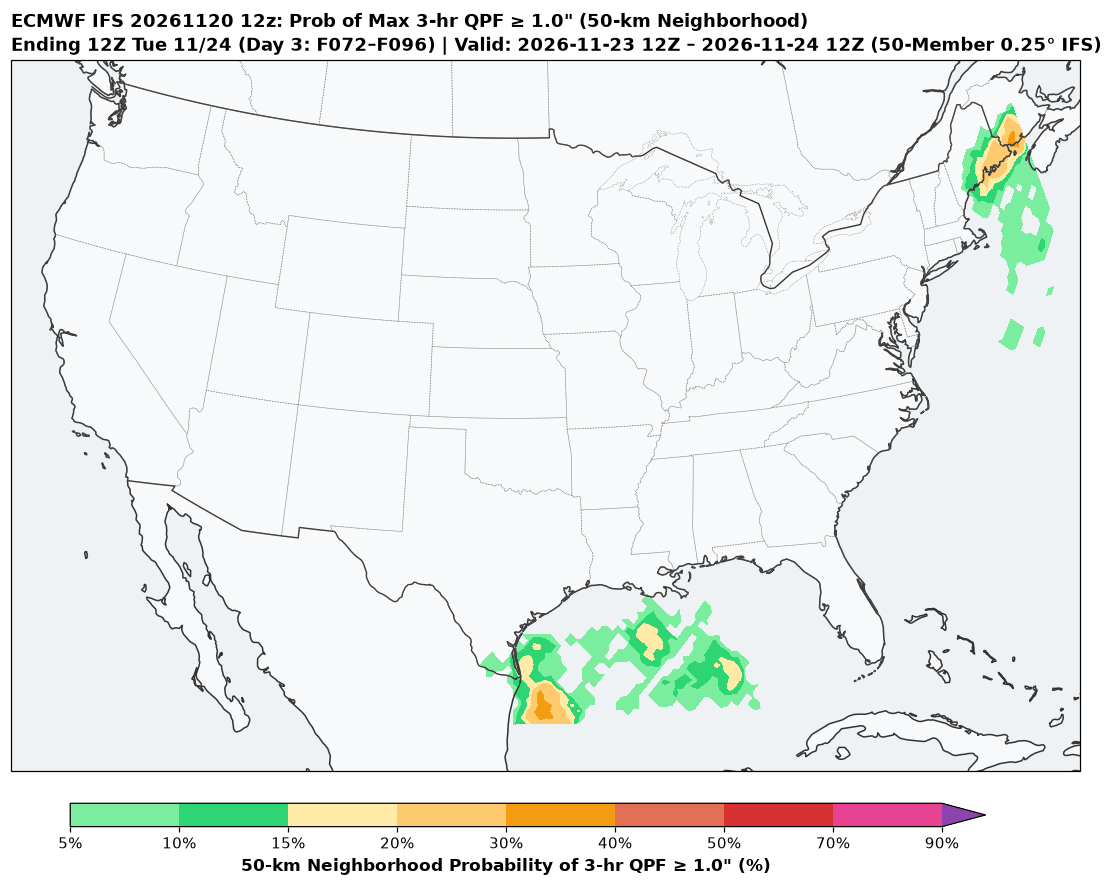 ECMWF IFS 20261120 12z: Prob of Max 3-hr QPF ≥ 1.0" (50-km Neighborhood)
Ending 12Z Tue 11/24 (Day 3: F072–F096) | Valid: 2026-11-23 12Z – 2026-11-24 12Z (50-Member 0.25° IFS)
5% 10% 15% 20% 30% 40% 50% 70% 90%
50-km Neighborhood Probability of 3-hr QPF ≥ 1.0" (%)